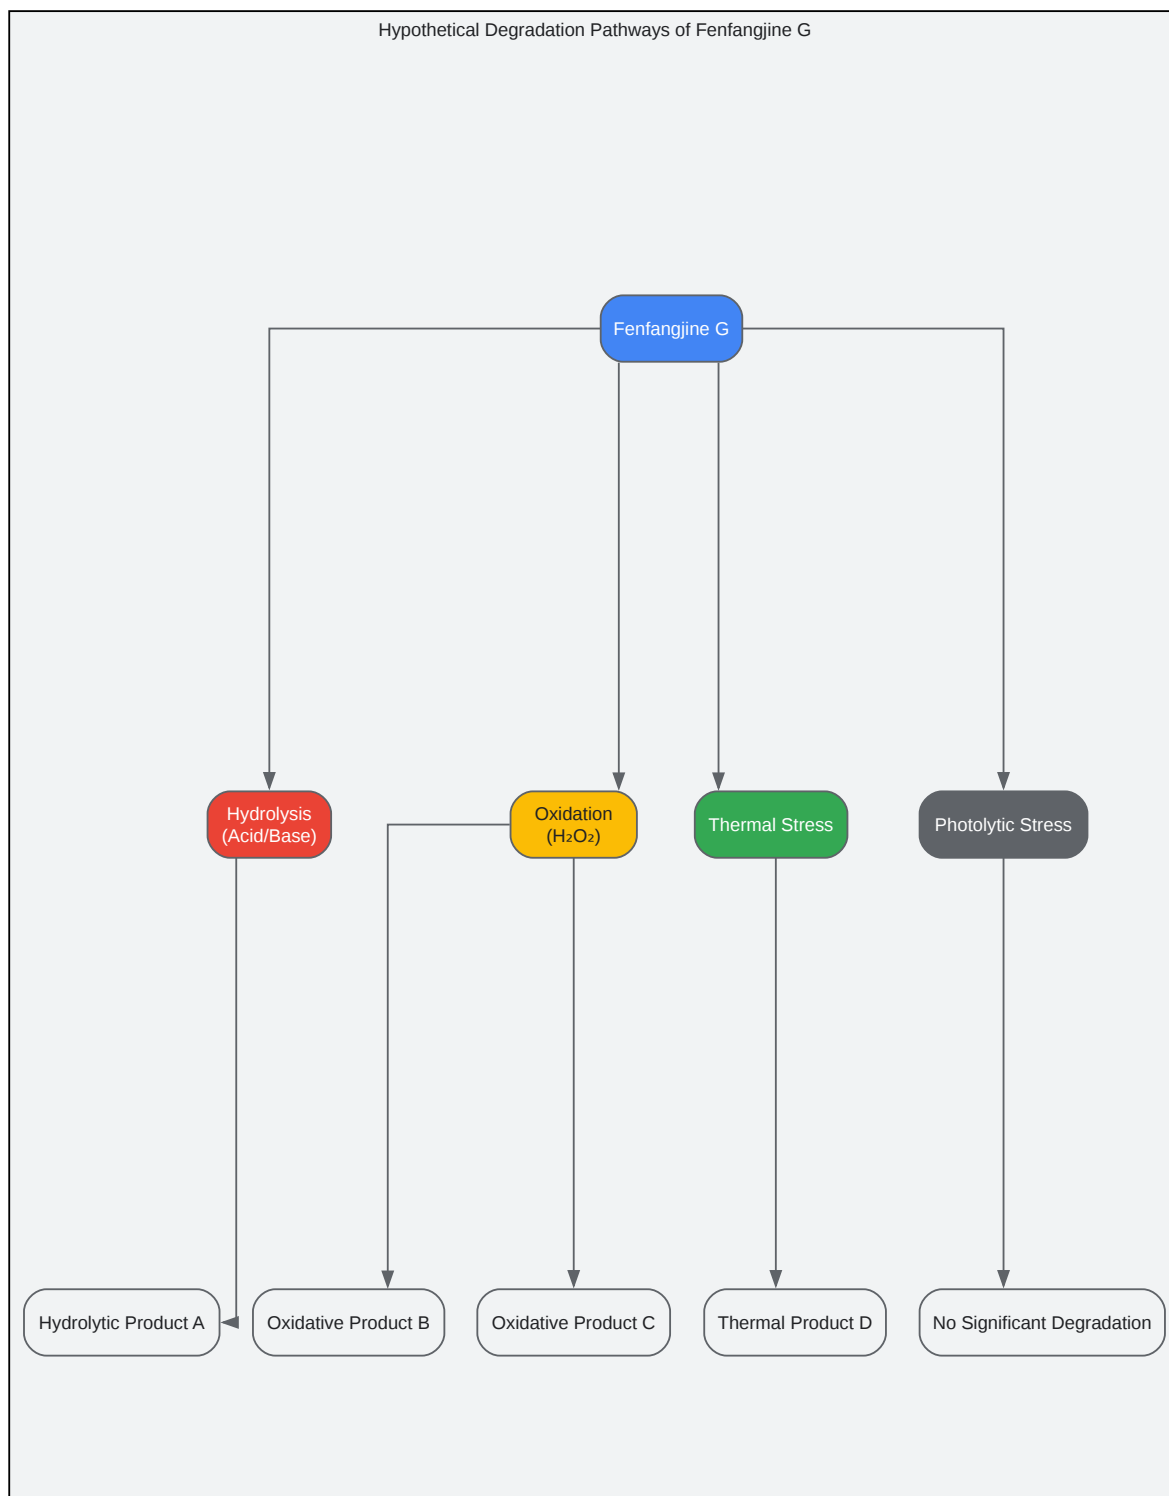 Hypothetical Degradation Pathways of Fenfangjine G
Fenfangjine G
Hydrolysis
(Acid/Base)
Oxidation
(H₂O₂)
Thermal Stress
Photolytic Stress
Hydrolytic Product A
Oxidative Product B
Oxidative Product C
Thermal Product D
No Significant Degradation